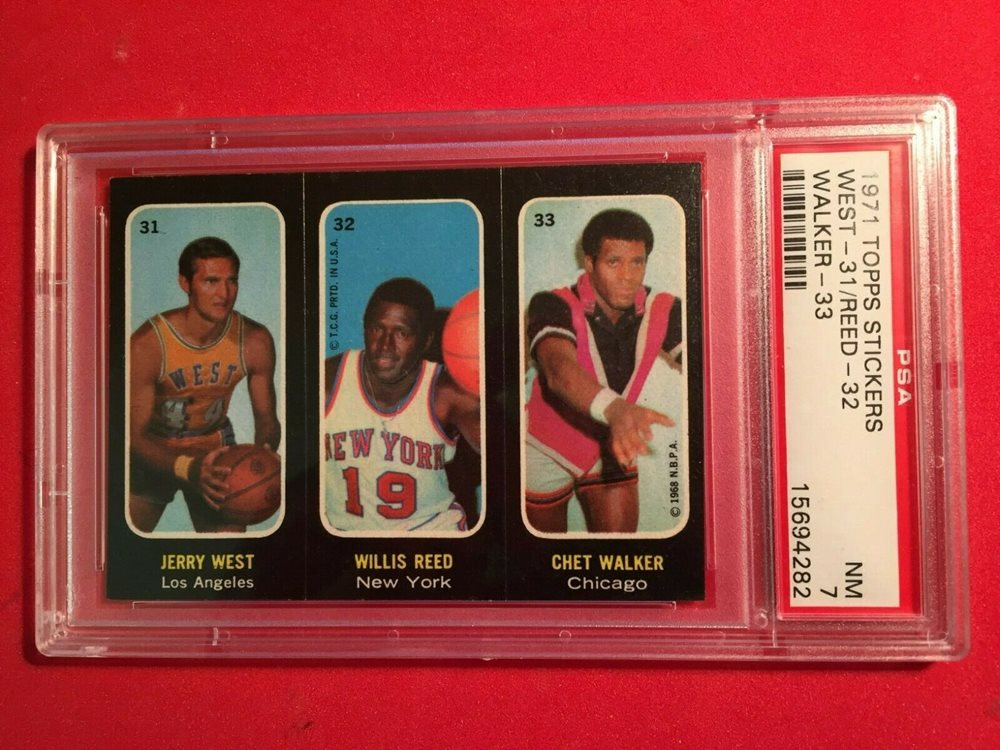 31
WEST
44
JERRY WEST
Los Angeles
32
© T.C.G. PRTD. IN U.S.A.
NEW YORK
19
WILLIS REED
New York
33
© 1968 N.B.P.A.
CHET WALKER
Chicago
PSA
1971 TOPPS STICKERS
WEST-31/REED-32
WALKER-33
NM
7
15694282